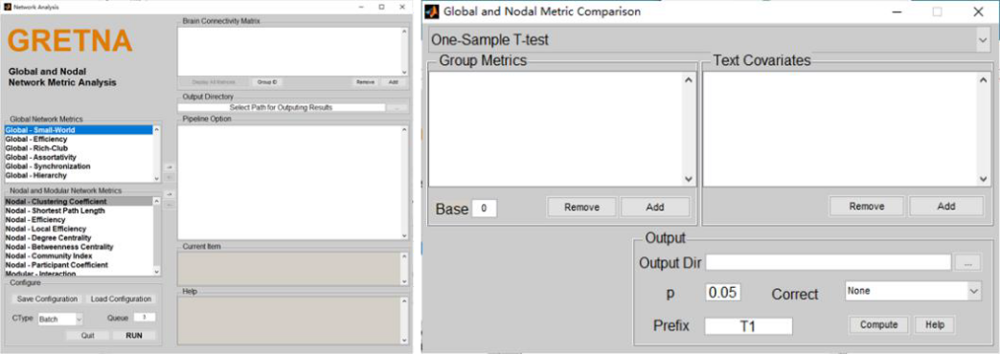 Network Analysis
GRETNA
Global and Nodal
Network Metric Analysis
Global Network Metrics
Global - Small-World
Global - Efficiency
Global - Rich-Club
Global - Assortativity
Global - Synchronization
Global - Hierarchy
Nodal and Modular Network Metrics
Nodal - Clustering Coefficient
Nodal - Shortest Path Length
Nodal - Efficiency
Nodal - Local Efficiency
Nodal - Degree Centrality
Nodal - Betweenness Centrality
Nodal - Community Index
Nodal - Participant Coefficient
Modular - Interaction
Configure
Save Configuration Load Configuration
CType Batch Queue
Quit RUN
Brain Connectivity Matrix
Group ID Remove Add
Output Directory
Select Path for Outputing Results ...
Pipeline Option
Current Item
Help
Global and Nodal Metric Comparison
One-Sample T-test
Group Metrics
Base 0 Remove Add
Text Covariates
Remove Add
Output
Output Dir ...
p 0.05 Correct None
Prefix T1 Compute Help